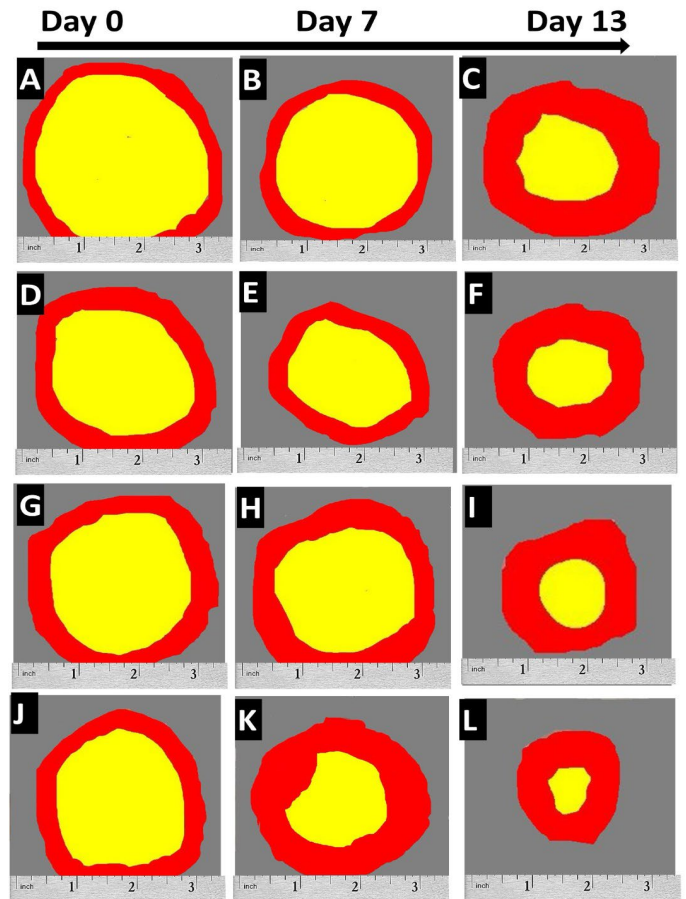 Day 0 Day 7 Day 13
A B C
inch 1 2 3 inch 1 2 3 inch 1 2 3
D E F
inch 1 2 3 inch 1 2 3 inch 1 2 3
G H I
inch 1 2 3 inch 1 2 3 inch 1 2 3
J K L
inch 1 2 3 inch 1 2 3 inch 1 2 3